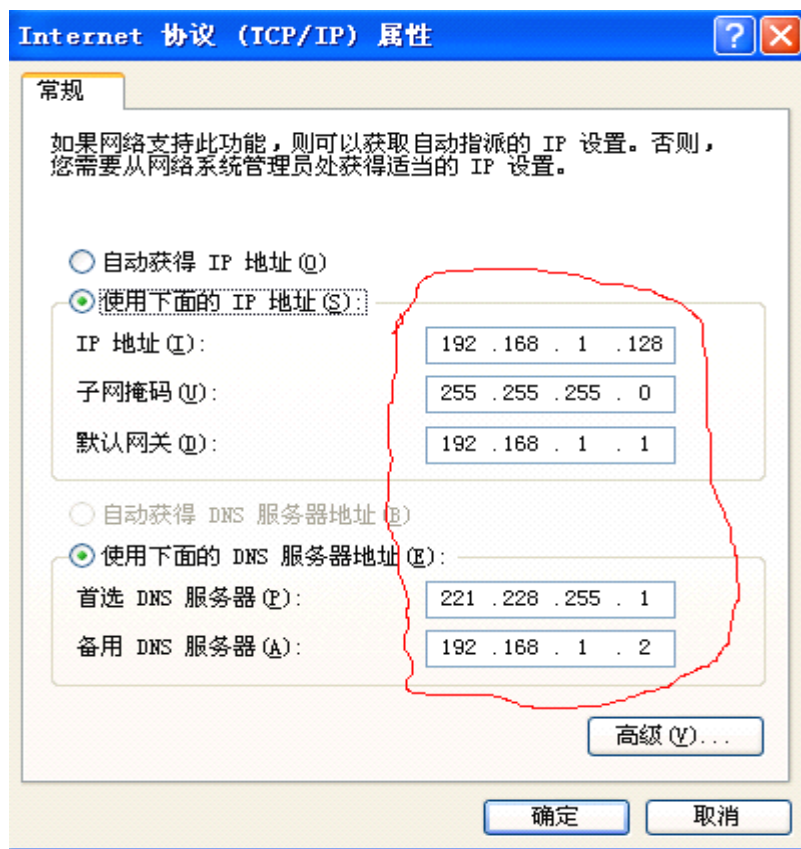 Internet 协议 (TCP/IP) 属性
常规
如果网络支持此功能，则可以获取自动指派的 IP 设置。否则，
您需要从网络系统管理员处获得适当的 IP 设置。
自动获得 IP 地址(O)
使用下面的 IP 地址(S):
IP 地址(I): 192 .168 . 1 .128
子网掩码(U): 255 .255 .255 . 0
默认网关(D): 192 .168 . 1 . 1
自动获得 DNS 服务器地址(B)
使用下面的 DNS 服务器地址(E):
首选 DNS 服务器(P): 221 .228 .255 . 1
备用 DNS 服务器(A): 192 .168 . 1 . 2
高级(V)...
确定 取消